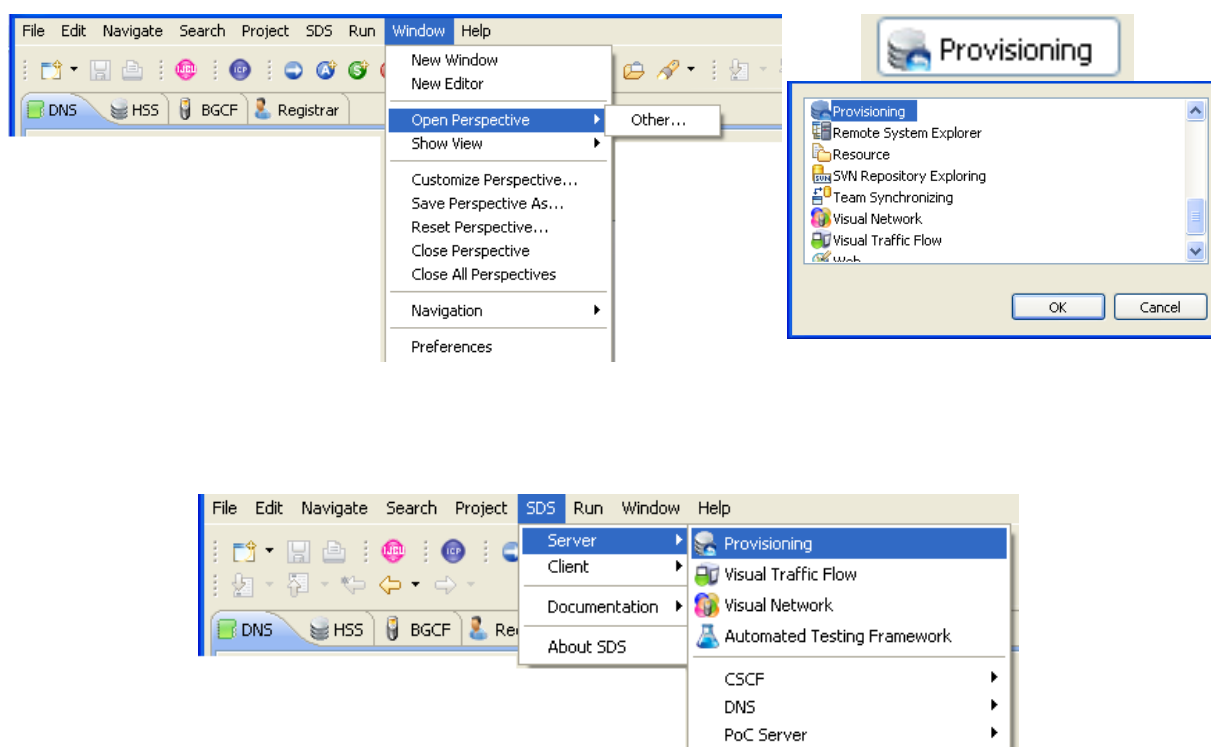 File Edit Navigate Search Project SDS Run Window Help
New Window
New Editor
DNS HSS BGCF Registrar
Open Perspective
Other...
Show View
Customize Perspective...
Save Perspective As...
Reset Perspective...
Close Perspective
Close All Perspectives
Navigation
Preferences
Provisioning
Provisioning
Remote System Explorer
Resource
SVN Repository Exploring
Team Synchronizing
Visual Network
Visual Traffic Flow
Web
OK Cancel
File Edit Navigate Search Project SDS Run Window Help
Server
Client
Documentation
About SDS
DNS HSS BGCF Re
Provisioning
Visual Traffic Flow
Visual Network
Automated Testing Framework
CSCF
DNS
PoC Server